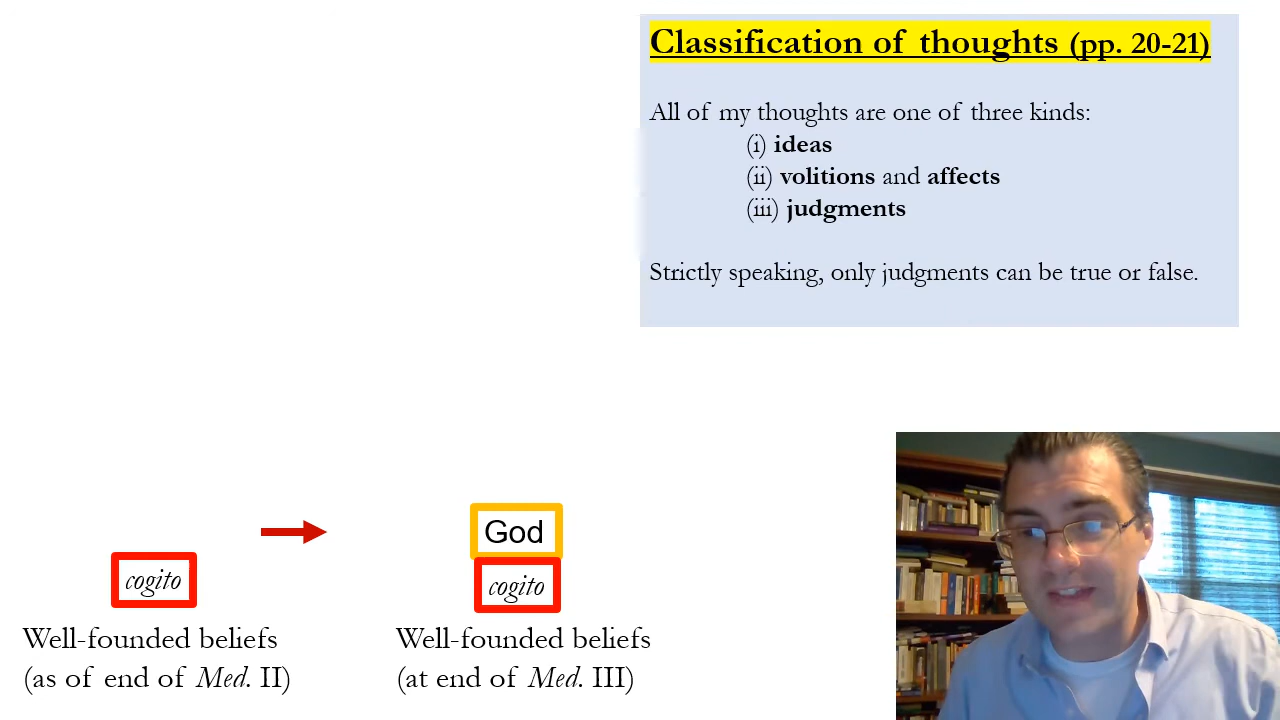 Classification of thoughts (pp. 20-21)
All of my thoughts are one of three kinds:
(i) ideas
(ii) volitions and affects
(iii) judgments
Strictly speaking, only judgments can be true or false.
cogito
Well-founded beliefs
(as of end of Med. II)
God
cogito
Well-founded beliefs
(at end of Med. III)